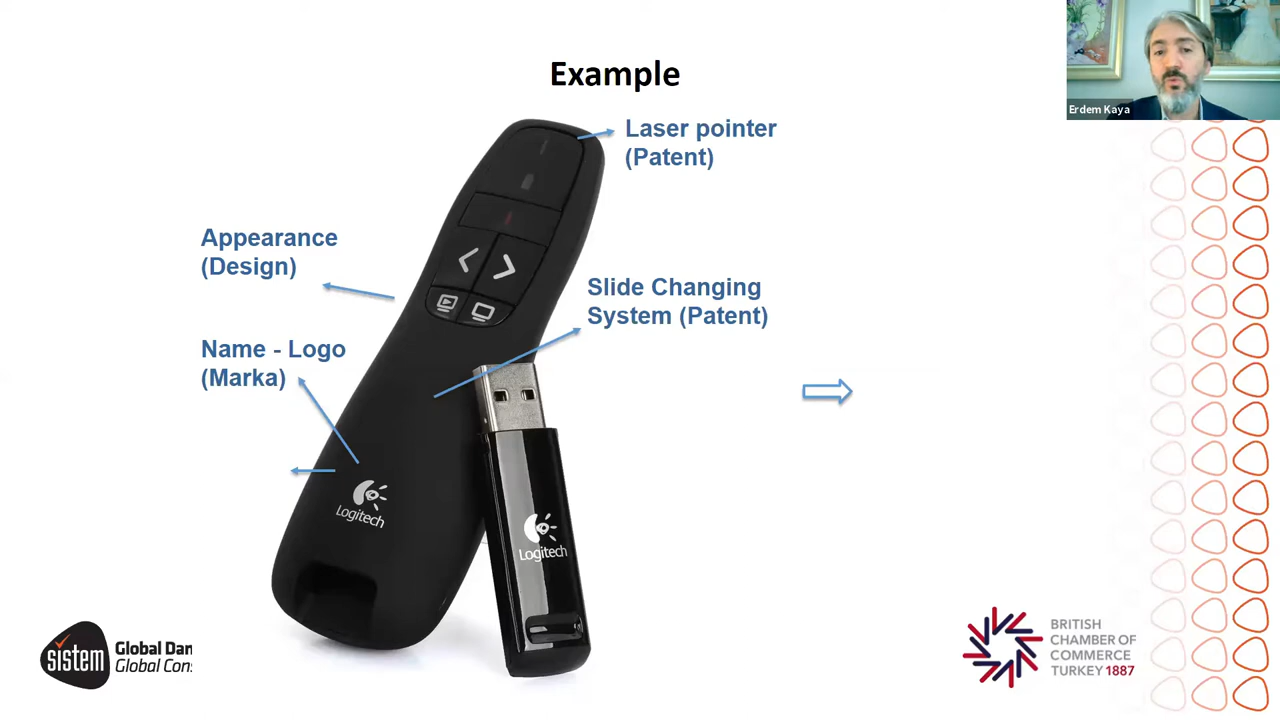 Example
Erdem Kaya
Laser pointer
(Patent)
Appearance
(Design)
Slide Changing
System (Patent)
Name - Logo
(Marka)
Logitech
Logitech
sistem
Global Dan
Global Cons
BRITISH
CHAMBER OF
COMMERCE
TURKEY 1887